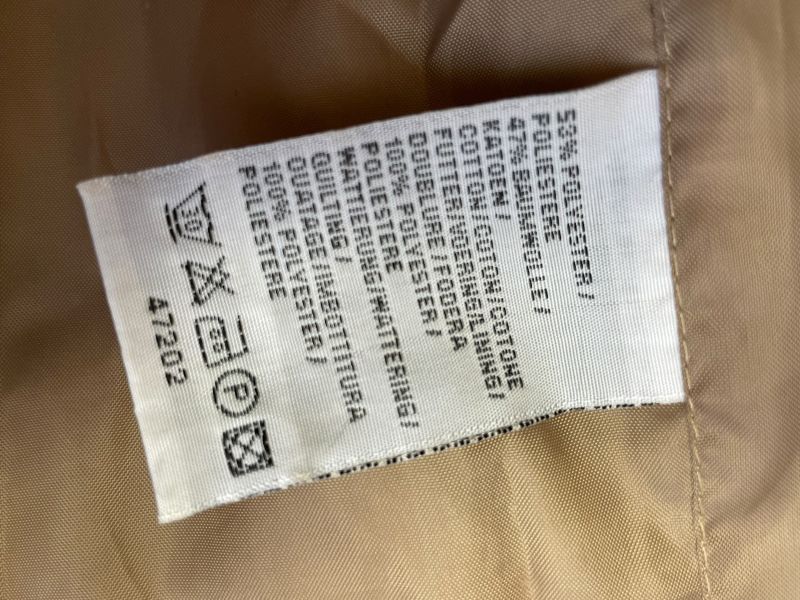 53% POLYESTER/
POLIESTERE
47% BAUMWOLLE/
KATOEN/
COTTON/COTON/COTONE
FUTTER/VOERING/LINING/
DOUBLURE/FODERA
100% POLYESTER/
POLIESTERE
WATTIERUNG/WATTERING/
QUILTING/
OUATAGE/IMBOTTITURA
100% POLYESTER/
POLIESTERE
30
P
47202